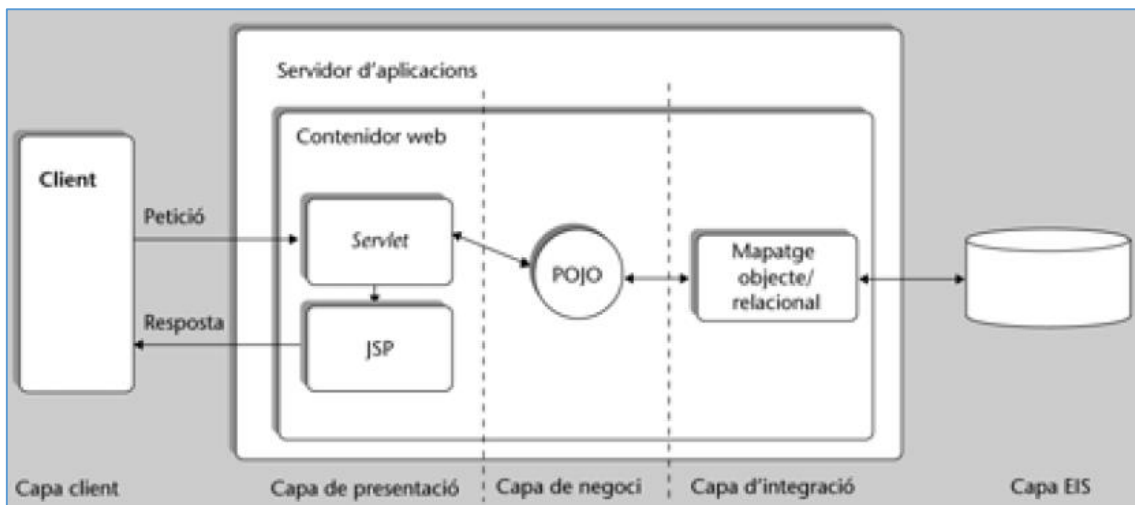 Servidor d'aplicacions
Contenidor web
Client
Petició
Servlet
POJO
Mapatge
objecte/
relacional
Resposta
JSP
Capa client
Capa de presentació
Capa de negoci
Capa d'integració
Capa EIS